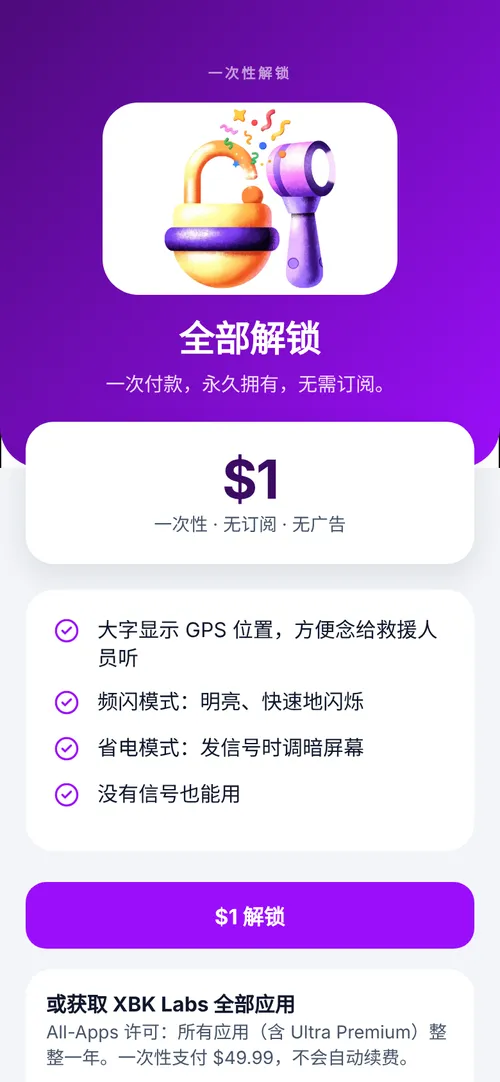 一次性解锁
全部解锁
一次付款，永久拥有，无需订阅。
$1
一次性 · 无订阅 · 无广告
大字显示 GPS 位置，方便念给救援人
员听
频闪模式：明亮、快速地闪烁
省电模式：发信号时调暗屏幕
没有信号也能用
$1 解锁
或获取 XBK Labs 全部应用
All-Apps 许可：所有应用（含 Ultra Premium）整
整一年。一次性支付 $49.99，不会自动续费。